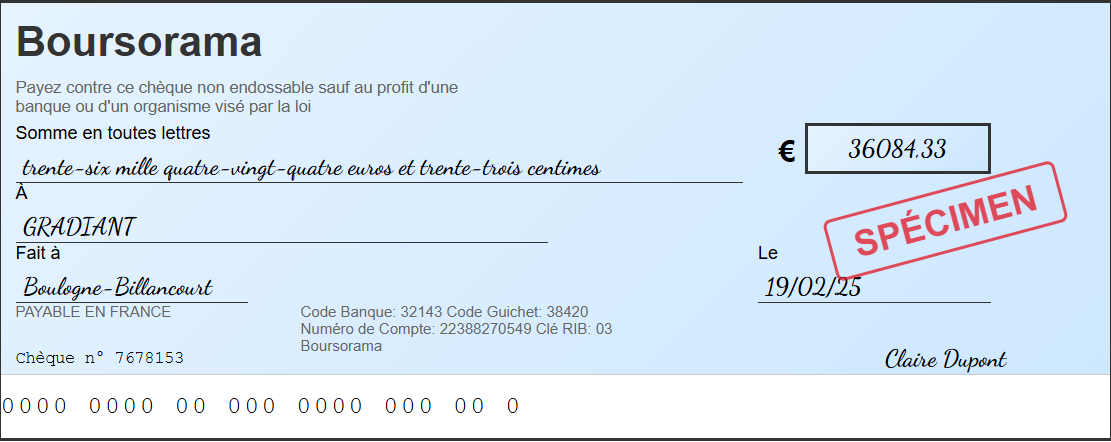 Boursorama
Payez contre ce chèque non endossable sauf au profit d'une
banque ou d'un organisme visé par la loi
Somme en toutes lettres
€ 36084.33
trente-six mille quatre-vingt-quatre euros et trente-trois centimes
À
GRADIANT
SPÉCIMEN
Fait à
Le
Boulogne-Billancourt
19/02/25
PAYABLE EN FRANCE
Code Banque: 32143 Code Guichet: 38420
Numéro de Compte: 22388270549 Clé RIB: 03
Boursorama
Chèque n° 7678153
Claire Dupont
0000 0000 00 000 0000 000 00 0